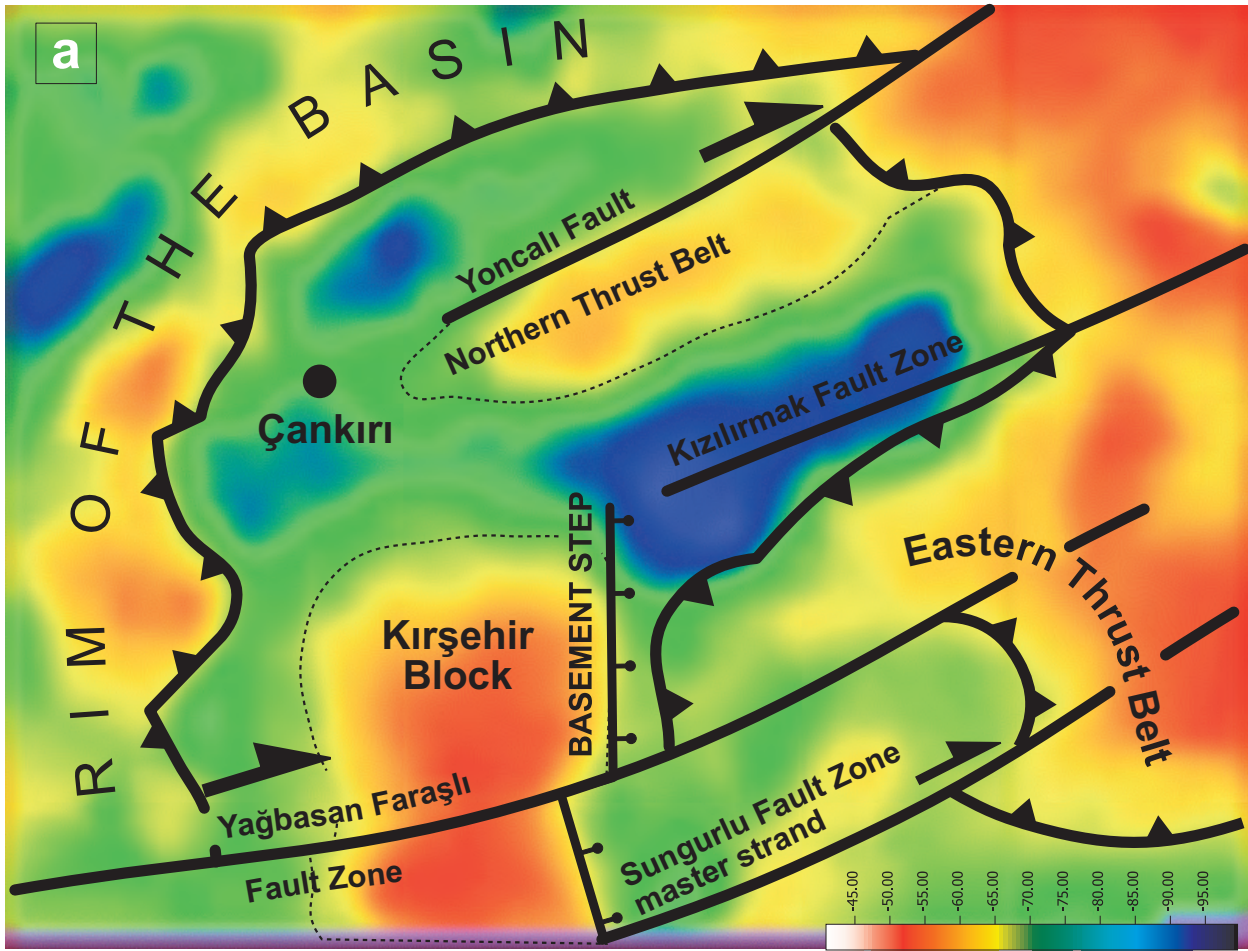 a
RIM OF THE BASIN
Yoncalı Fault
Northern Thrust Belt
Çankırı
Kızılırmak Fault Zone
BASEMENT STEP
Eastern Thrust Belt
Kırşehir
Block
Yağbasan Faraşlı
Fault Zone
Sungurlu Fault Zone
master strand
-45.00
-50.00
-55.00
-60.00
-65.00
-70.00
-75.00
-80.00
-85.00
-90.00
-95.00